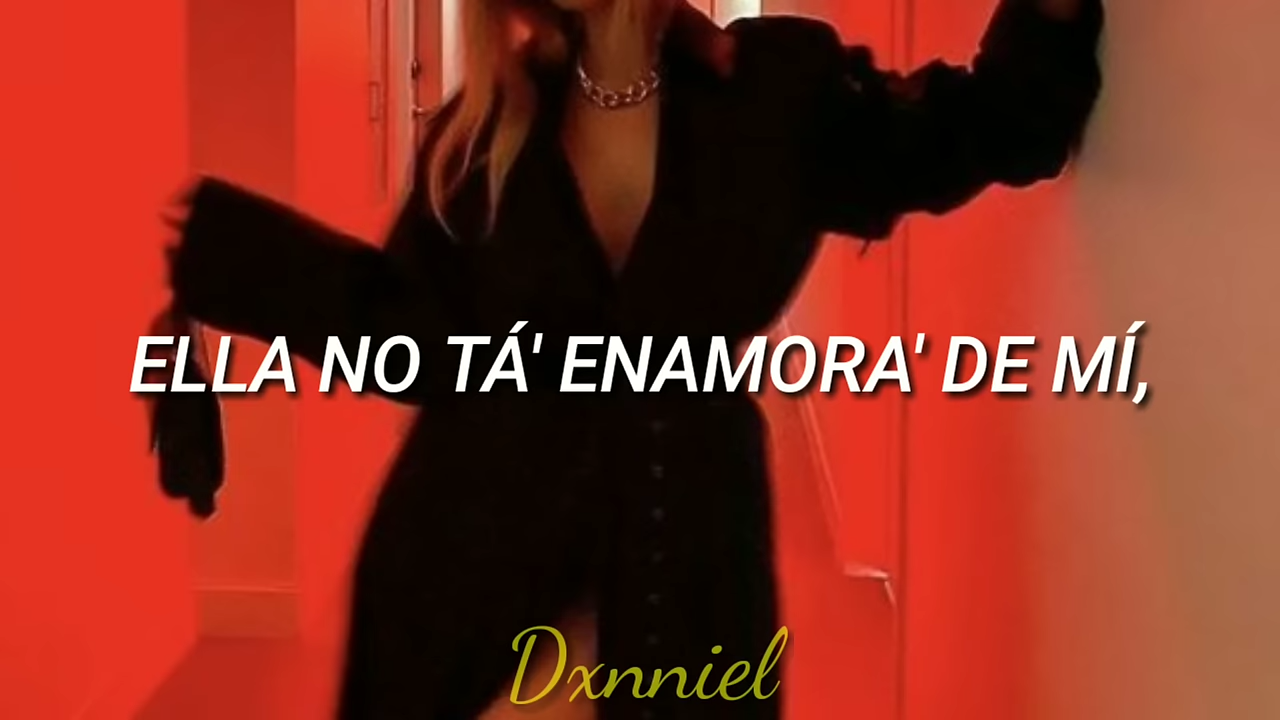 ELLA NO TÁ' ENAMORA' DE MÍ,
Dxnniel